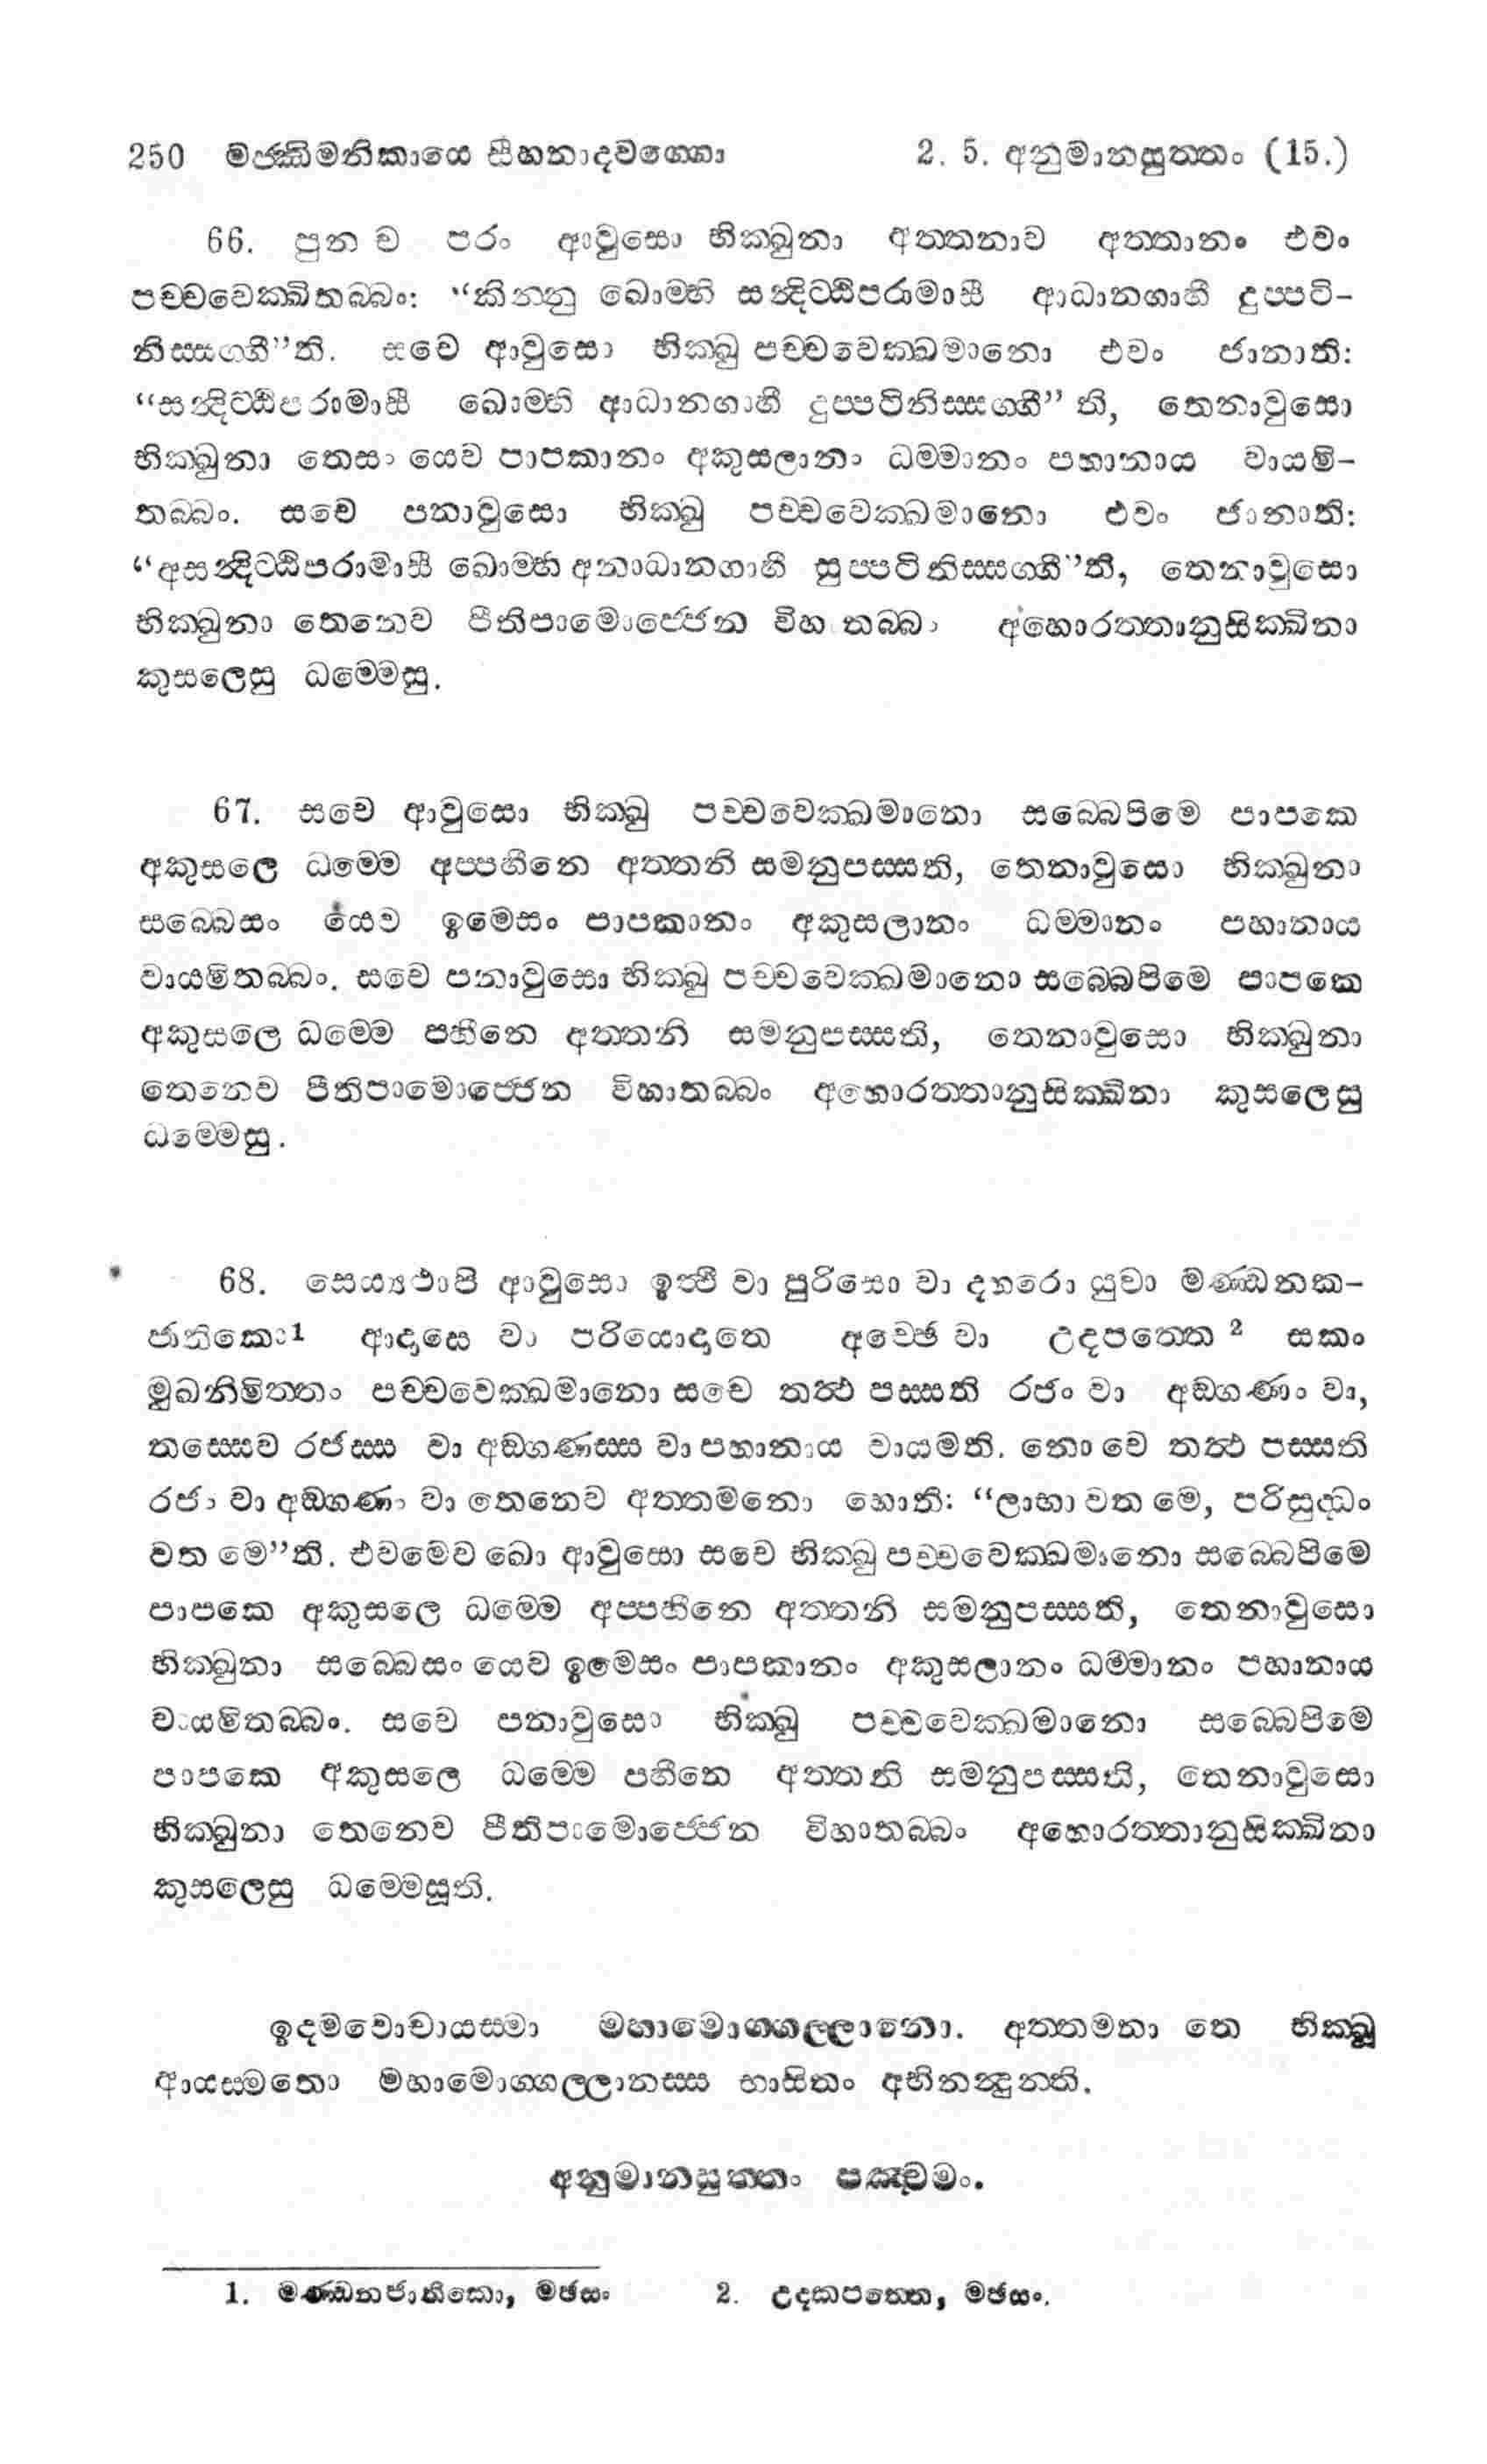 250 මජ්ඣිමනිකායෙ සීහනාදවග්ගො 2. 5. අනුමානසුත්තං (15.)
66. පුන ච පරං ආවුසො භික්ඛුනා අත්තනාව අත්තානං එවං
පච්චවෙක්ඛිතබ්බං: “කින්නු ඛොම්හි සන්දිට්ඨිපරාමාසී ආධානගාහී දුප්පටි-
නිස්සග්ගී”ති. සචෙ ආවුසො භික්ඛු පච්චවෙක්ඛමානො එවං ජානාති:
“සන්දිට්ඨිපරාමාසී ඛොම්හි ආධානගාහී දුප්පටිනිස්සග්ගී” ති, තෙනාවුසො
භික්ඛුනා තෙසං යෙව පාපකානං අකුසලානං ධම්මානං පහානාය වායමි-
තබ්බං. සචෙ පනාවුසො භික්ඛු පච්චවෙක්ඛමානො එවං ජානාති:
“අසන්දිට්ඨිපරාමාසී ඛොම්හි අනාධානගාහී සුප්පටිනිස්සග්ගී”ති, තෙනාවුසො
භික්ඛුනා තෙනෙව පීතිපාමොජ්ජෙන විහාතබ්බං අහොරත්තානුසික්ඛිනා
කුසලෙසු ධම්මෙසු.
67. සචෙ ආවුසො භික්ඛු පච්චවෙක්ඛමානො සබ්බෙපිමෙ පාපකෙ
අකුසලෙ ධම්මෙ අප්පහීනෙ අත්තනි සමනුපස්සති, තෙනාවුසො භික්ඛුනා
සබ්බෙසං යෙව ඉමෙසං පාපකානං අකුසලානං ධම්මානං පහානාය
වායමිතබ්බං. සචෙ පනාවුසො භික්ඛු පච්චවෙක්ඛමානො සබ්බෙපිමෙ පාපකෙ
අකුසලෙ ධම්මෙ පහීනෙ අත්තනි සමනුපස්සති, තෙනාවුසො භික්ඛුනා
තෙනෙව පීතිපාමොජ්ජෙන විහාතබ්බං අහොරත්තානුසික්ඛිනා කුසලෙසු
ධම්මෙසු.
68. සෙය්‍යථාපි ආවුසො ඉත්ථී වා පුරිසො වා දහරො යුවා මණ්ඩනක-
ජාතිකො1 ආදාසෙ වා පරියොදාතෙ අච්ඡෙ වා උදපත්තෙ 2 සකං
මුඛනිමිත්තං පච්චවෙක්ඛමානො සචෙ තත්ථ පස්සති රජං වා අඞ්ගණං වා,
තස්සෙව රජස්ස වා අඞ්ගණස්ස වා පහානාය වායමති. නො චෙ තත්ථ පස්සති
රජං වා අඞ්ගණං වා තෙනෙව අත්තමනො හොති: “ලාභා වත මෙ, පරිසුද්ධං
වත මෙ”ති. එවමෙව ඛො ආවුසො සචෙ භික්ඛු පච්චවෙක්ඛමානො සබ්බෙපිමෙ
පාපකෙ අකුසලෙ ධම්මෙ අප්පහීනෙ අත්තනි සමනුපස්සති, තෙනාවුසො
භික්ඛුනා සබ්බෙසං යෙව ඉමෙසං පාපකානං අකුසලානං ධම්මානං පහානාය
වායමිතබ්බං. සචෙ පනාවුසො භික්ඛු පච්චවෙක්ඛමානො සබ්බෙපිමෙ
පාපකෙ අකුසලෙ ධම්මෙ පහීනෙ අත්තනි සමනුපස්සති, තෙනාවුසො
භික්ඛුනා තෙනෙව පීතිපාමොජ්ජෙන විහාතබ්බං අහොරත්තානුසික්ඛිනා
කුසලෙසු ධම්මෙසූති.
ඉදමවොචායස්මා මහාමොග්ගල්ලානො. අත්තමනා තෙ භික්ඛූ
ආයස්මතො මහාමොග්ගල්ලානස්ස භාසිතං අභිනන්දුන්ති.
අනුමානසුත්තං පඤ්චමං.
1. මණ්ඩනජාතිකො, මඡසං 2. උදකපත්තෙ, මඡසං.